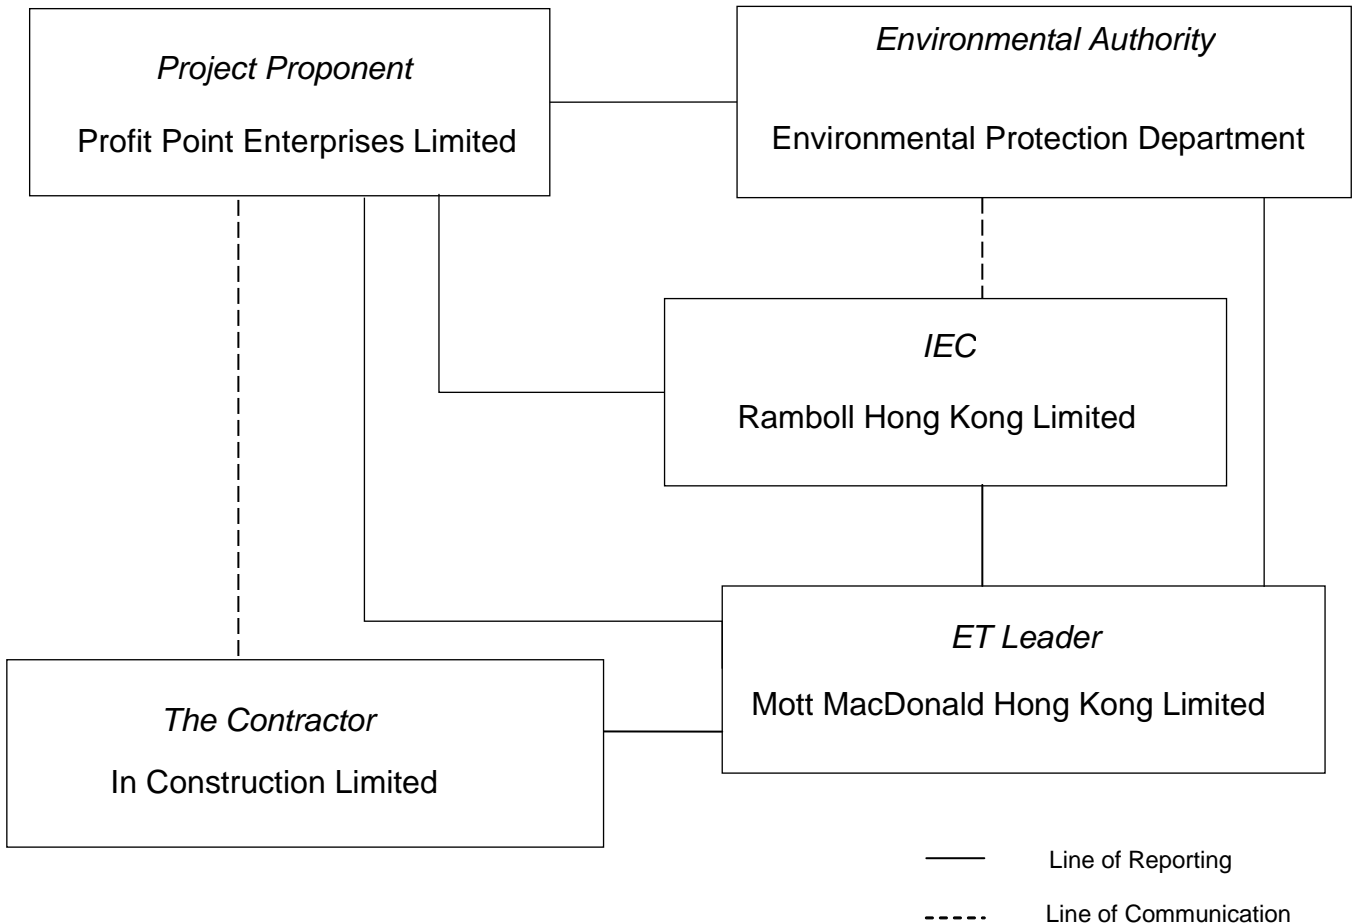 Project Proponent
Profit Point Enterprises Limited
Environmental Authority
Environmental Protection Department
IEC
Ramboll Hong Kong Limited
ET Leader
Mott MacDonald Hong Kong Limited
The Contractor
In Construction Limited
Line of Reporting
Line of Communication